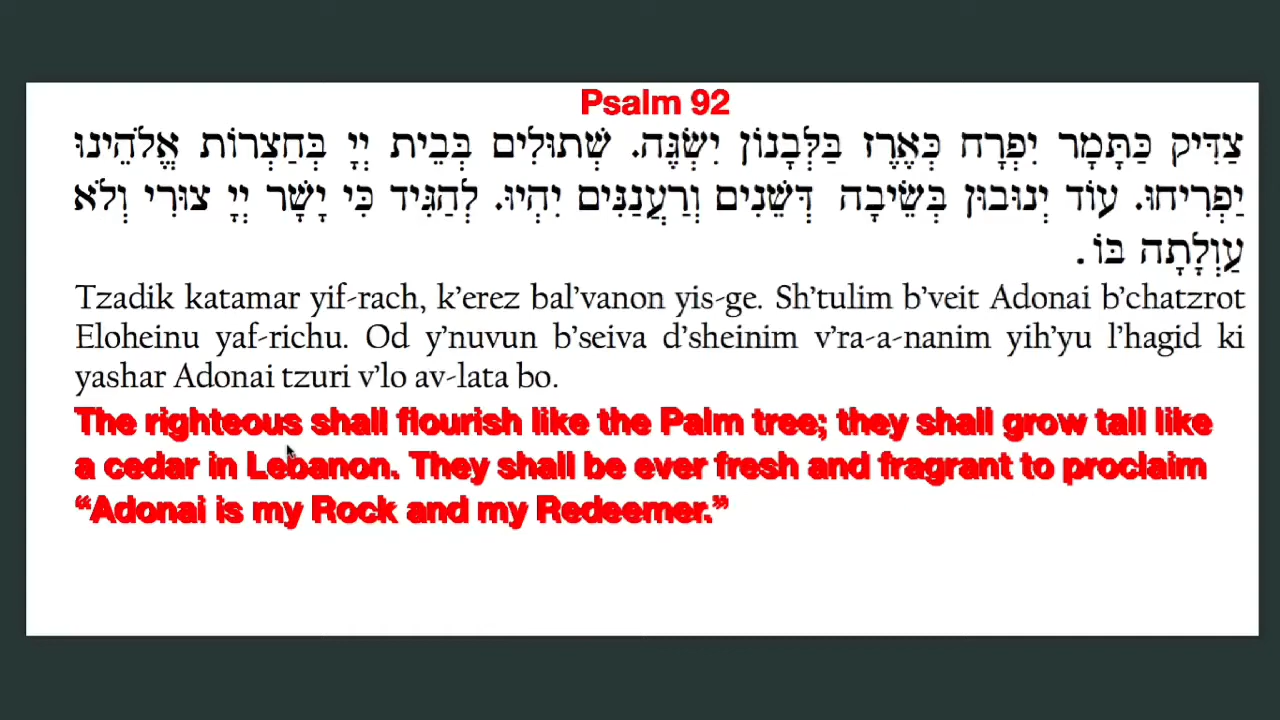 Psalm 92
צַדִּיק כַּתָּמָר יִפְרָח כְּאֶרֶז בַּלְּבָנוֹן יִשְׂגֶּה. שְׁתוּלִים בְּבֵית יְיָ בְּחַצְרוֹת אֱלֹהֵינוּ
יַפְרִיחוּ. עוֹד יְנוּבוּן בְּשֵׂיבָה דְּשֵׁנִים וְרַעֲנַנִּים יִהְיוּ. לְהַגִּיד כִּי יָשָׁר יְיָ צוּרִי וְלֹא
עַוְלָתָה בּוֹ.
Tzadik katamar yif-rach, k’erez bal’vanon yis-ge. Sh’tulim b’veit Adonai b’chatzrot
Eloheinu yaf-richu. Od y’nuvun b’seiva d’sheinim v’ra-a-nanim yih’yu l’hagid ki
yashar Adonai tzuri v’lo av-lata bo.
The righteous shall flourish like the Palm tree; they shall grow tall like
a cedar in Lebanon. They shall be ever fresh and fragrant to proclaim
“Adonai is my Rock and my Redeemer.”